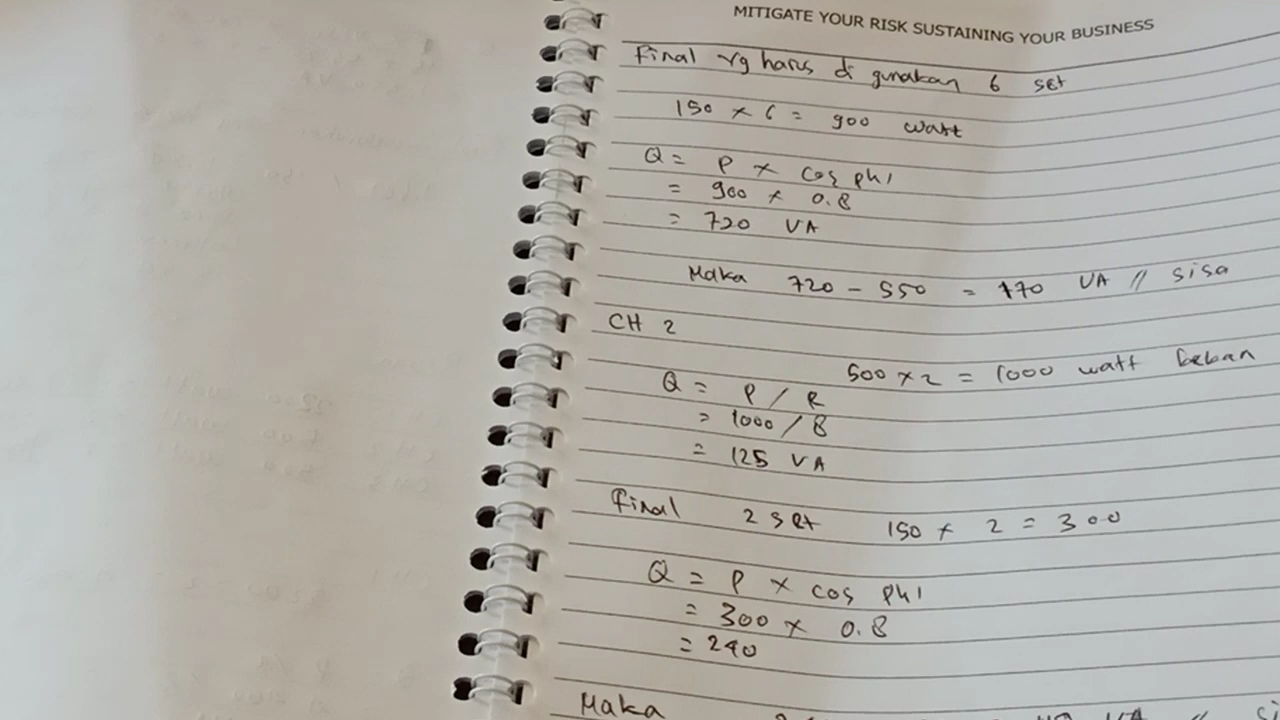 MITIGATE YOUR RISK SUSTAINING YOUR BUSINESS
Final yg harus di gunakan 6 set
150 x 6 = 900 watt
Q = P x cos phi
= 900 x 0.8
= 720 VA
Maka 720 - 550 = 170 VA // sisa
CH 2
500 x 2 = 1000 watt beban
Q = P / R
= 1000 / 8
= 125 VA
Final 2 set 150 x 2 = 300
Q = P x cos phi
= 300 x 0.8
= 240
Maka